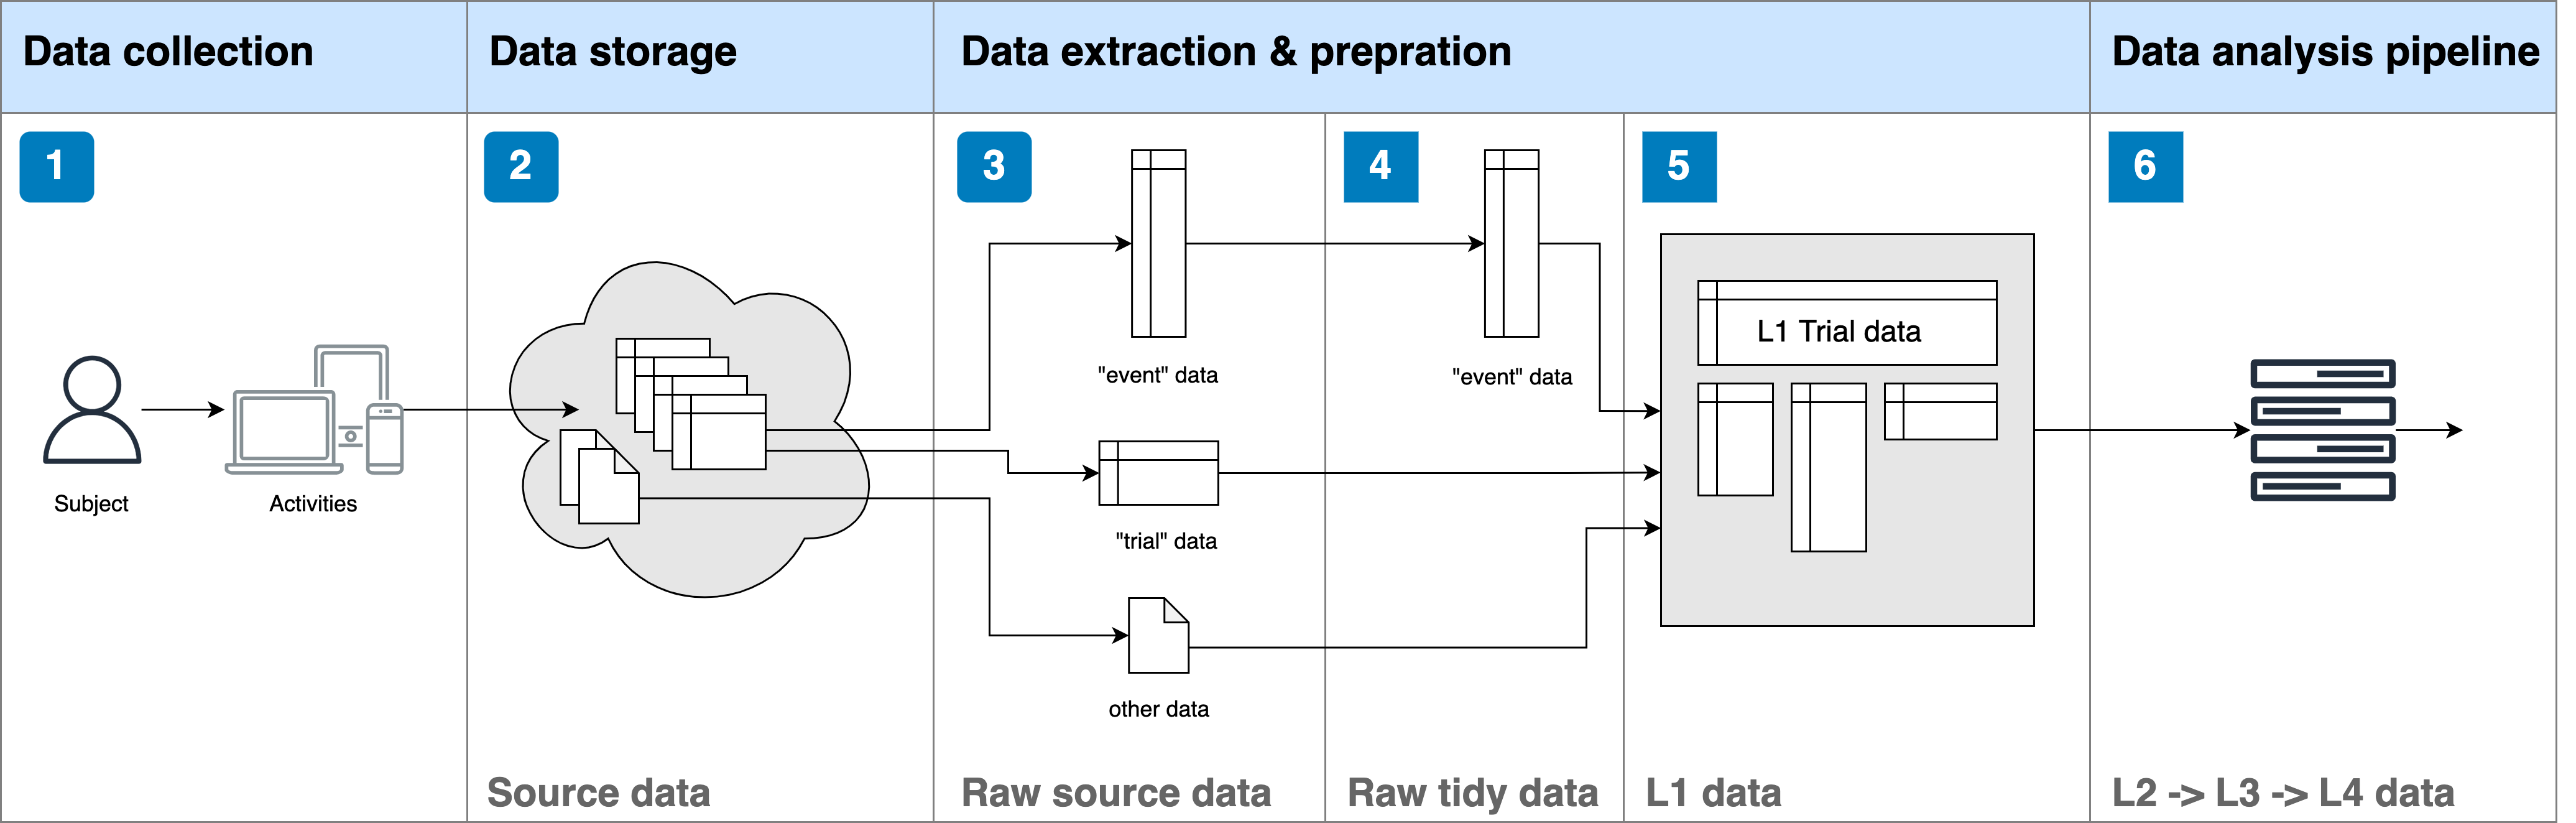 Data collection
Data storage
Data extraction & prepration
Data analysis pipeline
1
2
3
4
5
6
Subject
Activities
"event" data
"trial" data
other data
"event" data
L1 Trial data
Source data
Raw source data
Raw tidy data
L1 data
L2 -> L3 -> L4 data